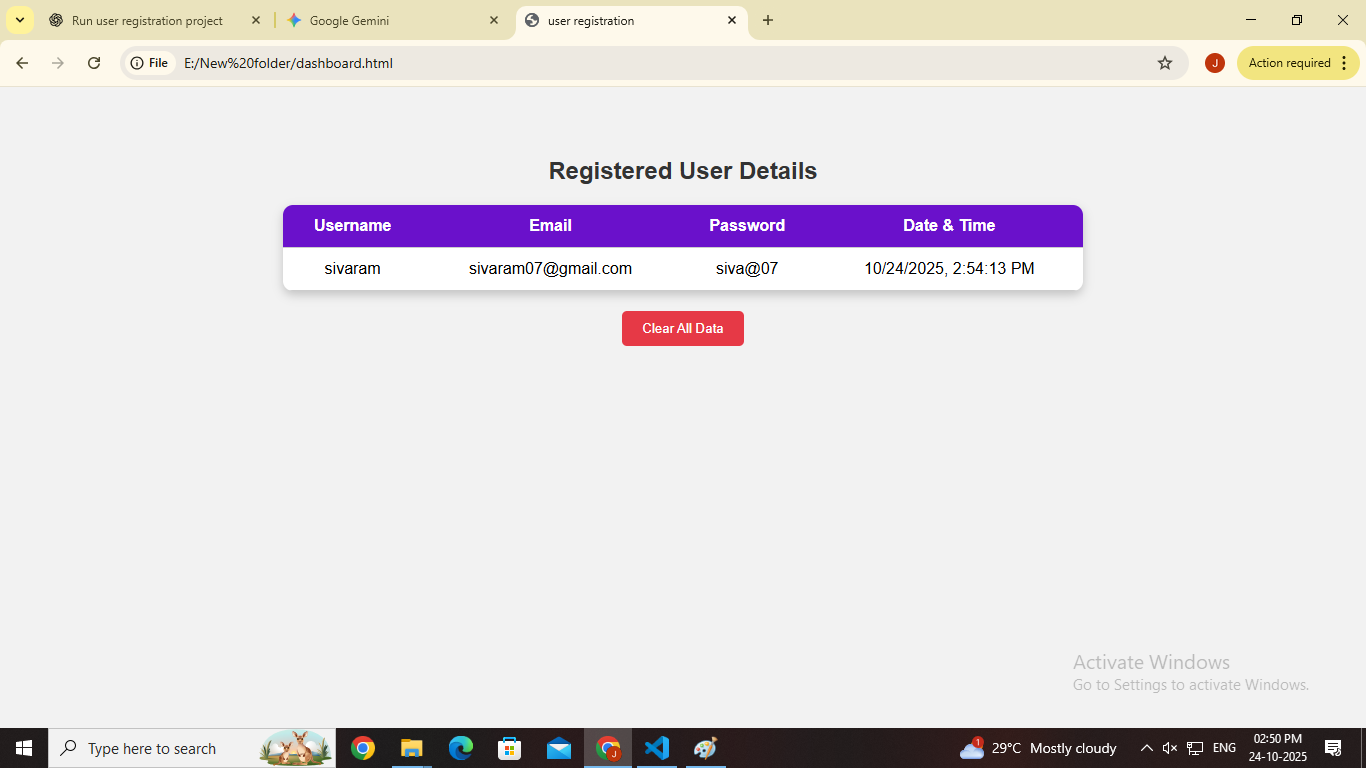 Run user registration project
Google Gemini
user registration
File E:/New%20folder/dashboard.html
J
Action required
Registered User Details
Username Email Password Date & Time
sivaram sivaram07@gmail.com siva@07 10/24/2025, 2:54:13 PM
Clear All Data
Activate Windows
Go to Settings to activate Windows.
Type here to search
J
1
29°C Mostly cloudy
ENG
02:50 PM
24-10-2025